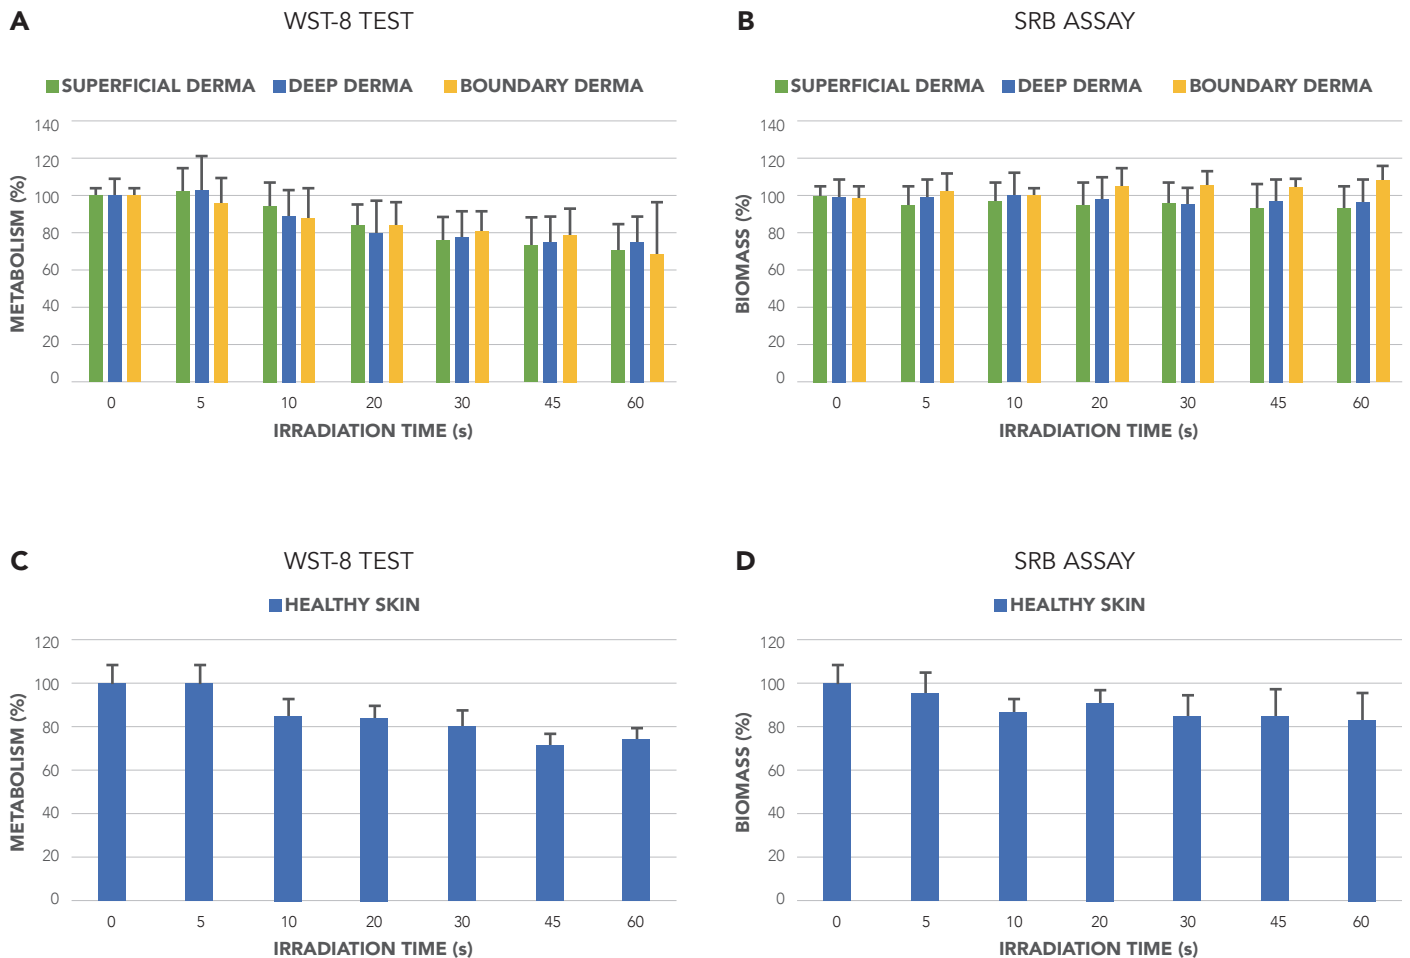 A
WST-8 TEST
SUPERFICIAL DERMA DEEP DERMA BOUNDARY DERMA
METABOLISM (%)
140
120
100
80
60
40
20
0
0 5 10 20 30 45 60
IRRADIATION TIME (s)
B
SRB ASSAY
SUPERFICIAL DERMA DEEP DERMA BOUNDARY DERMA
BIOMASS (%)
140
120
100
80
60
40
20
0
0 5 10 20 30 45 60
IRRADIATION TIME (s)
C
WST-8 TEST
HEALTHY SKIN
METABOLISM (%)
120
100
80
60
40
20
0
0 5 10 20 30 45 60
IRRADIATION TIME (s)
D
SRB ASSAY
HEALTHY SKIN
BIOMASS (%)
120
100
80
60
40
20
0
0 5 10 20 30 45 60
IRRADIATION TIME (s)